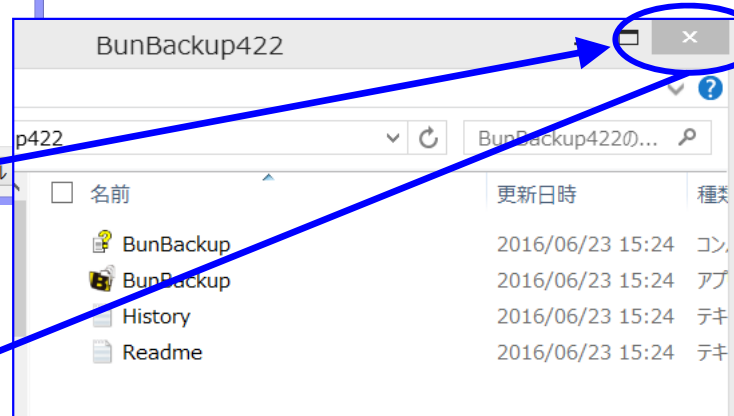 BunBackup422
p422
BunBackup422の...
名前 更新日時 種類
BunBackup 2016/06/23 15:24 コン
BunBackup 2016/06/23 15:24 アプ
History 2016/06/23 15:24 テキ
Readme 2016/06/23 15:24 テキ